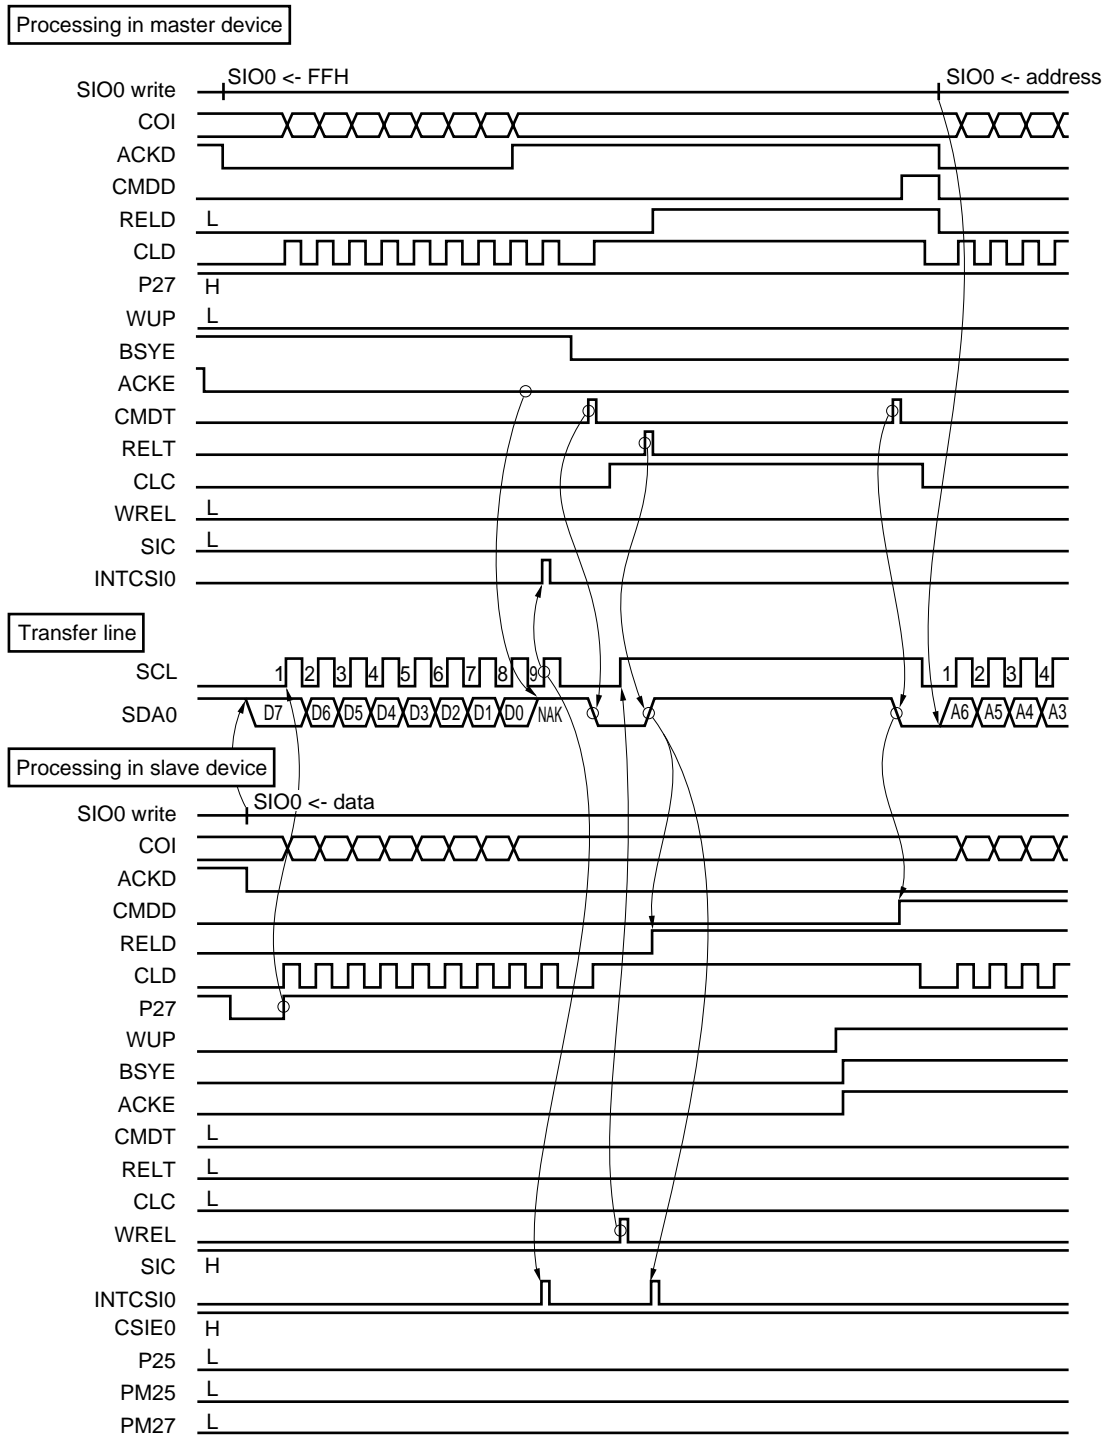 Processing in master device
SIO0 write SIO0 <- FFH SIO0 <- address
COI
ACKD
CMDD
RELD L
CLD
P27 H
WUP L
BSYE
ACKE
CMDT
RELT
CLC
WREL L
SIC L
INTCSI0
Transfer line
SCL 1 2 3 4 5 6 7 8 9 1 2 3 4
SDA0 D7 D6 D5 D4 D3 D2 D1 D0 NAK A6 A5 A4 A3
Processing in slave device
SIO0 write SIO0 <- data
COI
ACKD
CMDD
RELD
CLD
P27
WUP
BSYE
ACKE
CMDT L
RELT L
CLC L
WREL
SIC H
INTCSI0
CSIE0 H
P25 L
PM25 L
PM27 L